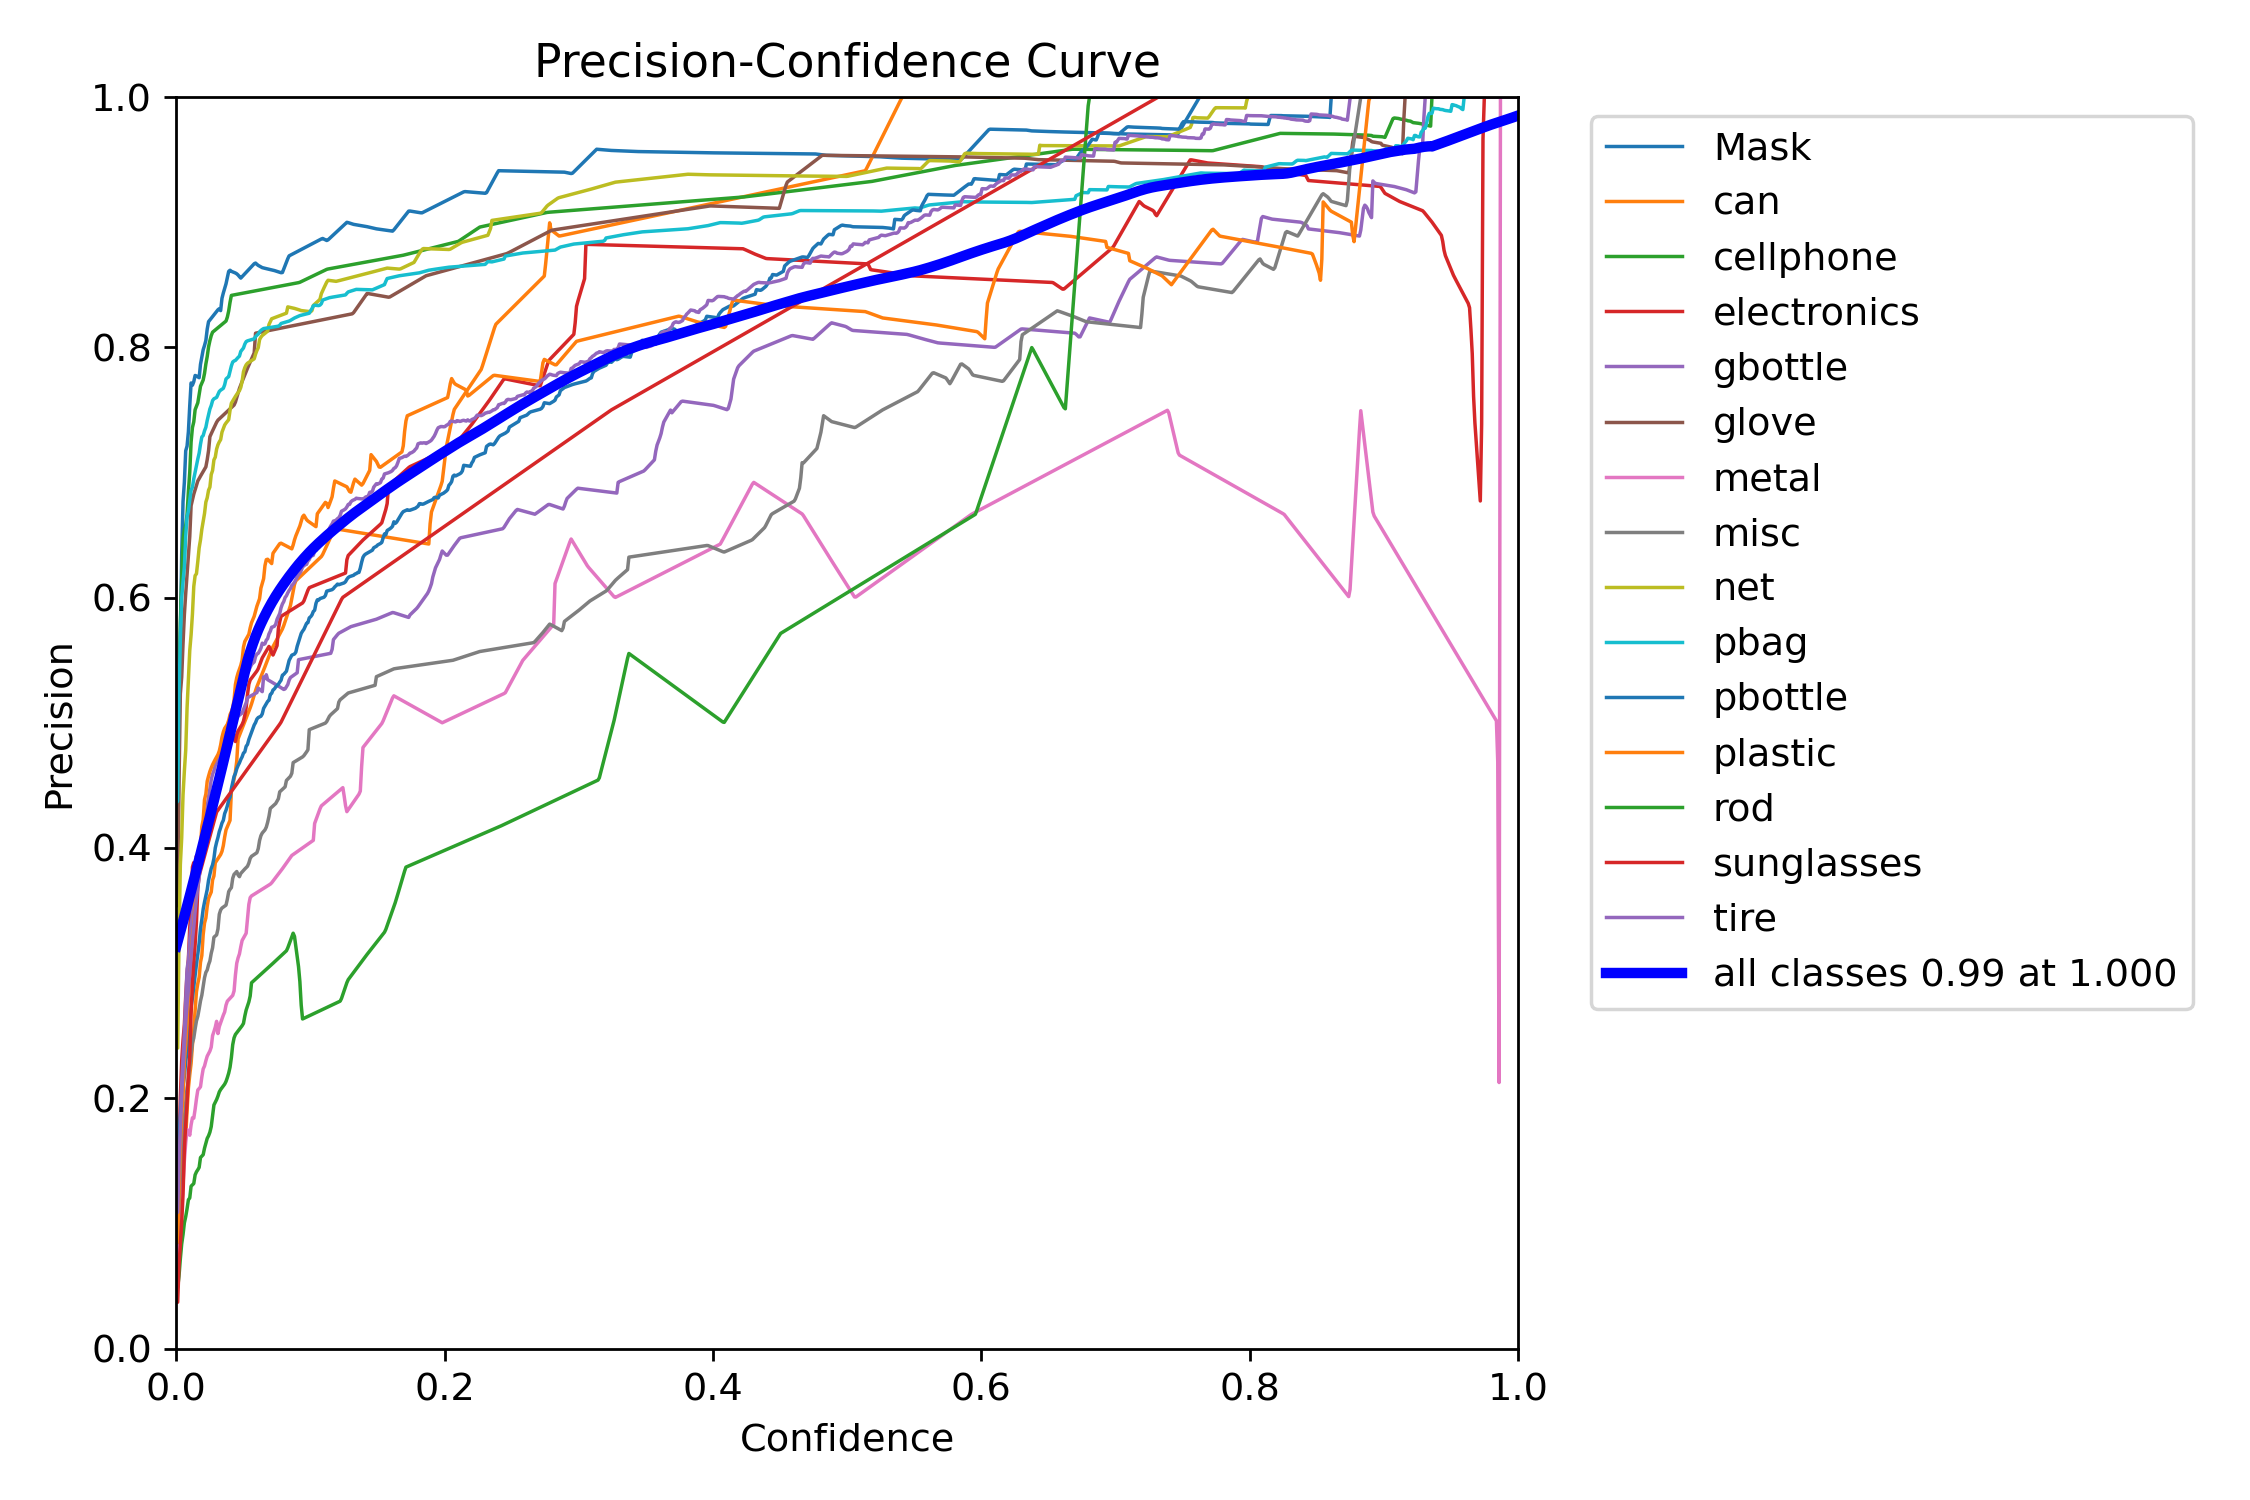 Precision-Confidence Curve
1.0
0.8
0.6
0.4
0.2
0.0
Precision
0.0 0.2 0.4 0.6 0.8 1.0
Confidence
Mask
can
cellphone
electronics
gbottle
glove
metal
misc
net
pbag
pbottle
plastic
rod
sunglasses
tire
all classes 0.99 at 1.000